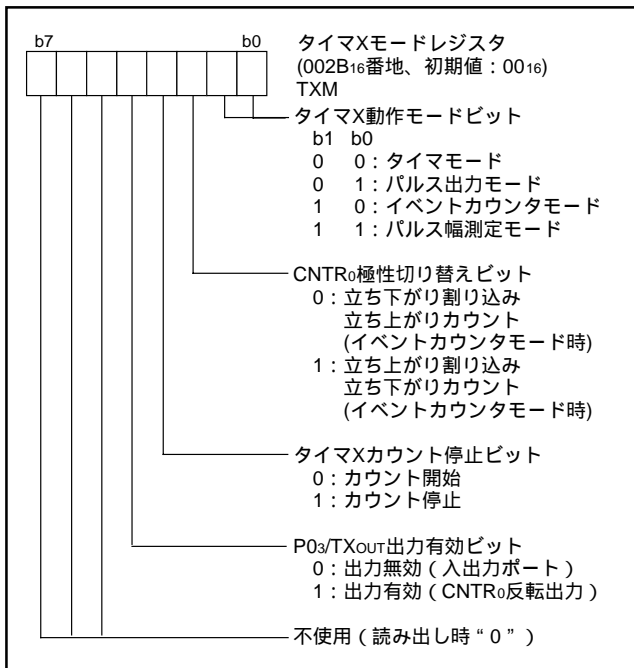 b7 b0
タイマXモードレジスタ
(002B16番地、初期値：0016)
TXM
タイマX動作モードビット
b1 b0
0 0：タイマモード
0 1：パルス出力モード
1 0：イベントカウンタモード
1 1：パルス幅測定モード
CNTR0極性切り替えビット
0：立ち下がり割り込み
立ち上がりカウント
(イベントカウンタモード時)
1：立ち上がり割り込み
立ち下がりカウント
(イベントカウンタモード時)
タイマXカウント停止ビット
0：カウント開始
1：カウント停止
P03/TXOUT出力有効ビット
0：出力無効（入出力ポート）
1：出力有効（CNTR0反転出力）
不使用（読み出し時“0”）